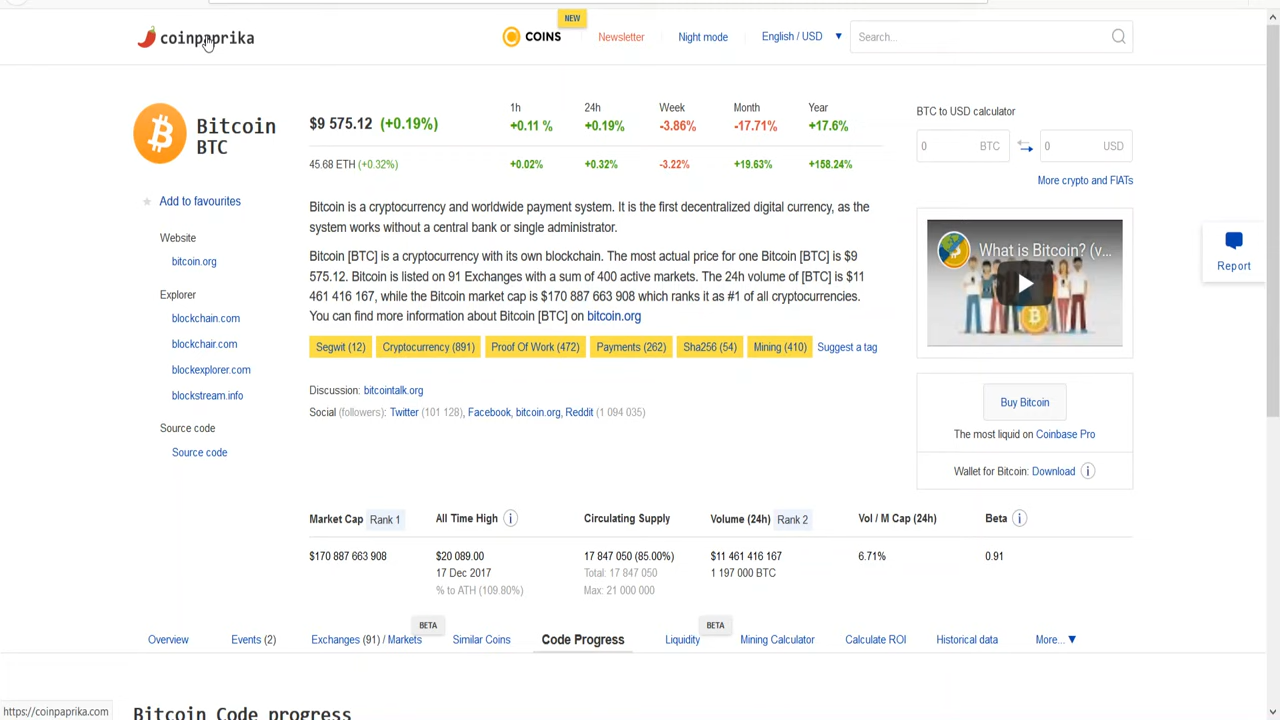 NEW
coinpaprika
COINS
Newsletter
Night mode
English / USD
Search...
Bitcoin
BTC
$9 575.12 (+0.19%)
1h 24h Week Month Year
+0.11 % +0.19% -3.86% -17.71% +17.6%
45.68 ETH (+0.32%)
+0.02% +0.32% -3.22% +19.63% +158.24%
BTC to USD calculator
0 BTC 0 USD
More crypto and FIATs
Add to favourites
Website
bitcoin.org
Explorer
blockchain.com
blockchair.com
blockexplorer.com
blockstream.info
Source code
Source code
Bitcoin is a cryptocurrency and worldwide payment system. It is the first decentralized digital currency, as the
system works without a central bank or single administrator.
Bitcoin [BTC] is a cryptocurrency with its own blockchain. The most actual price for one Bitcoin [BTC] is $9
575.12. Bitcoin is listed on 91 Exchanges with a sum of 400 active markets. The 24h volume of [BTC] is $11
461 416 167, while the Bitcoin market cap is $170 887 663 908 which ranks it as #1 of all cryptocurrencies.
You can find more information about Bitcoin [BTC] on bitcoin.org
Segwit (12) Cryptocurrency (891) Proof Of Work (472) Payments (262) Sha256 (54) Mining (410) Suggest a tag
Discussion: bitcointalk.org
Social (followers): Twitter (101 128), Facebook, bitcoin.org, Reddit (1 094 035)
What is Bitcoin? (v...
Report
Buy Bitcoin
The most liquid on Coinbase Pro
Wallet for Bitcoin: Download i
Market Cap Rank 1 All Time High i Circulating Supply Volume (24h) Rank 2 Vol / M Cap (24h) Beta i
$170 887 663 908 $20 089.00 17 847 050 (85.00%) $11 461 416 167 6.71% 0.91
17 Dec 2017 Total: 17 847 050 1 197 000 BTC
% to ATH (109.80%) Max: 21 000 000
BETA BETA
Overview Events (2) Exchanges (91) / Markets Similar Coins Code Progress Liquidity Mining Calculator Calculate ROI Historical data More...
https://coinpaprika.com
Bitcoin Code progress